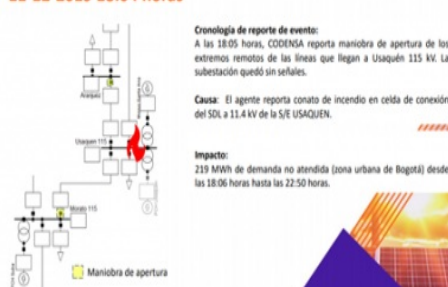 Cronología de reporte de evento:
A las 18:05 horas, CODENSA reporta maniobra de apertura de los
extremos remotos de las líneas que llegan a Usaquén 115 kV. La
subestación quedó sin señales.
Causa: El agente reporta conato de incendio en celda de conexión
del SDL a 11.4 kV de la S/E USAQUEN.
Impacto:
219 MWh de demanda no atendida (zona urbana de Bogotá) desde
las 18:06 horas hasta las 22:50 horas.
Usaquen 115
Morato 115
Maniobra de apertura